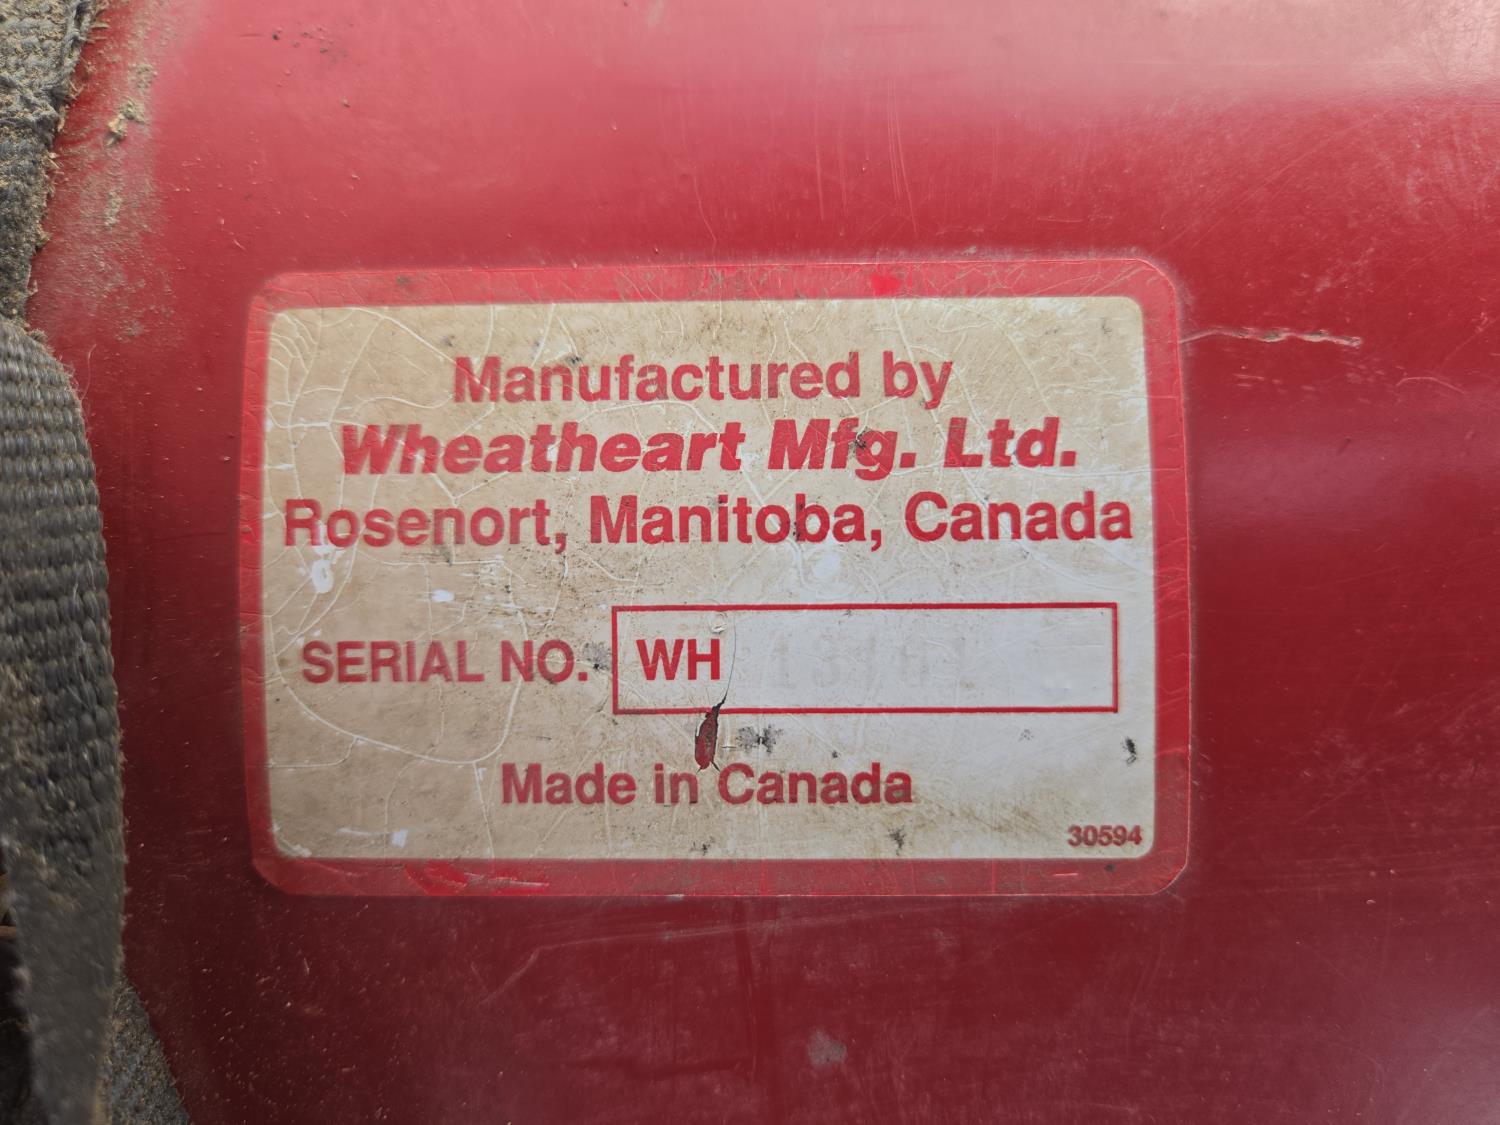 Manufactured by
Wheatheart Mfg. Ltd.
Rosenort, Manitoba, Canada
SERIAL NO. WH
Made in Canada
30594